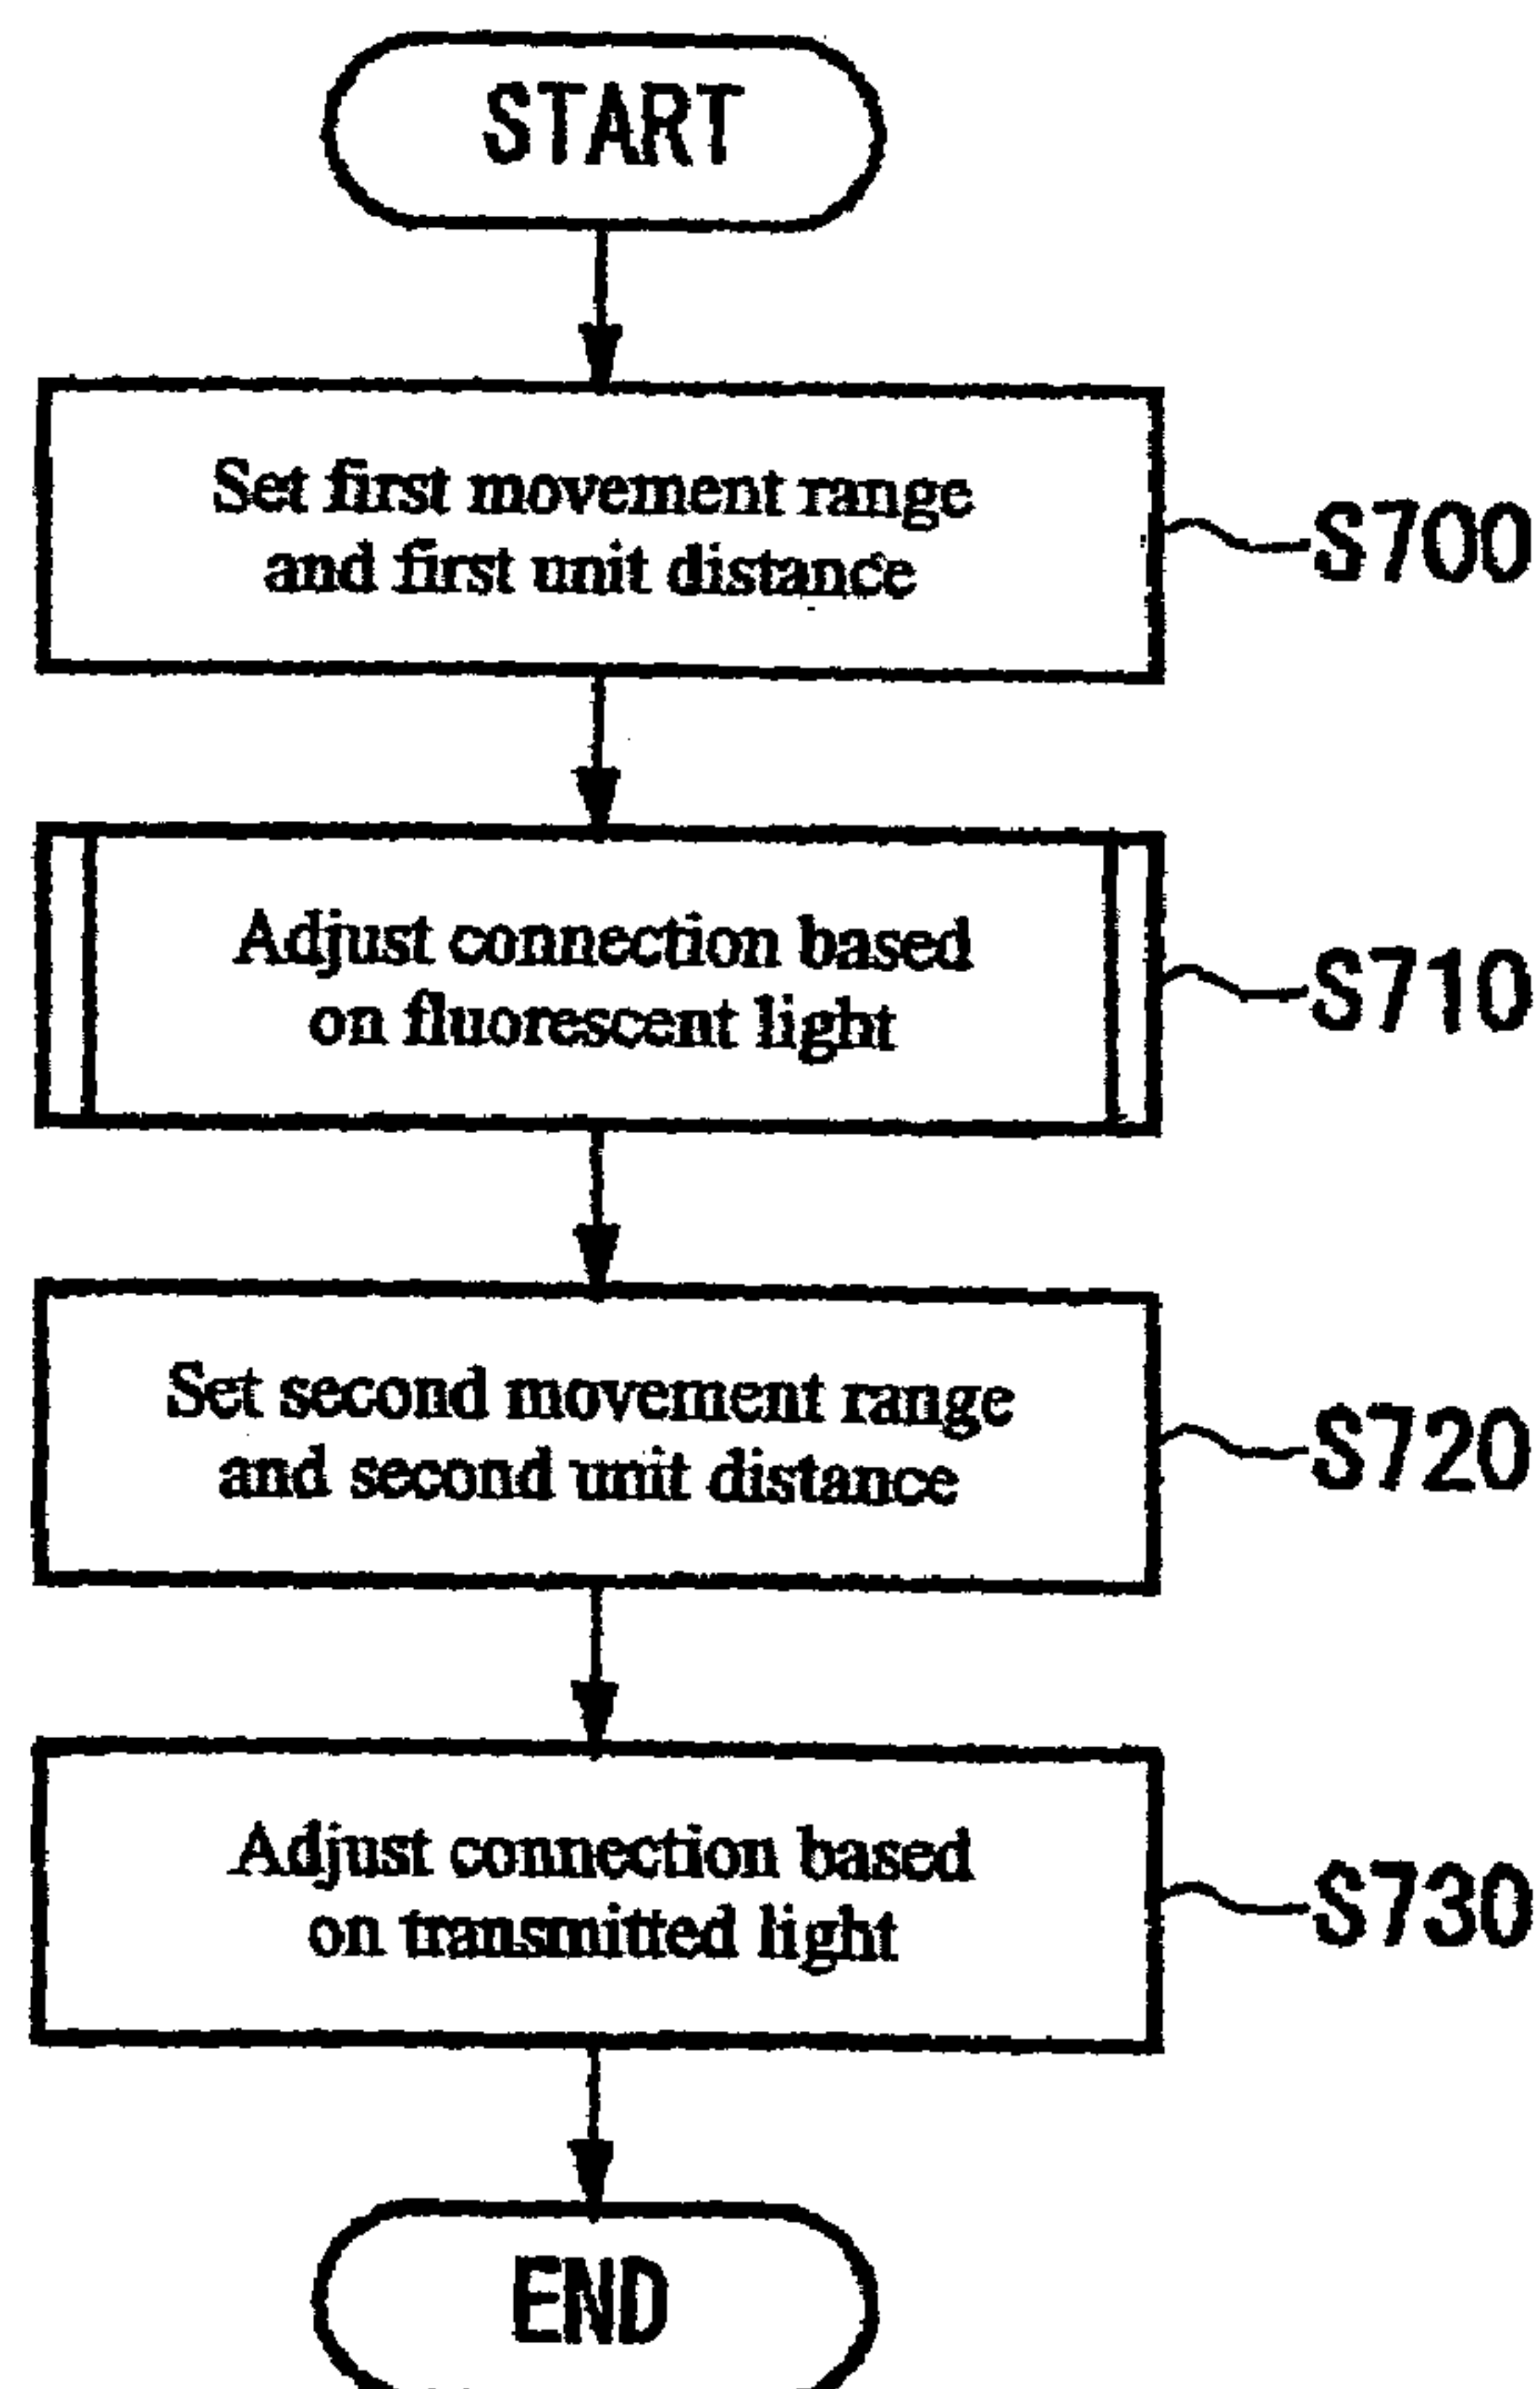 START
Set first movement range
and first unit distance
S700
Adjust connection based
on fluorescent light
S710
Set second movement range
and second unit distance
S720
Adjust connection based
on transmitted light
S730
END